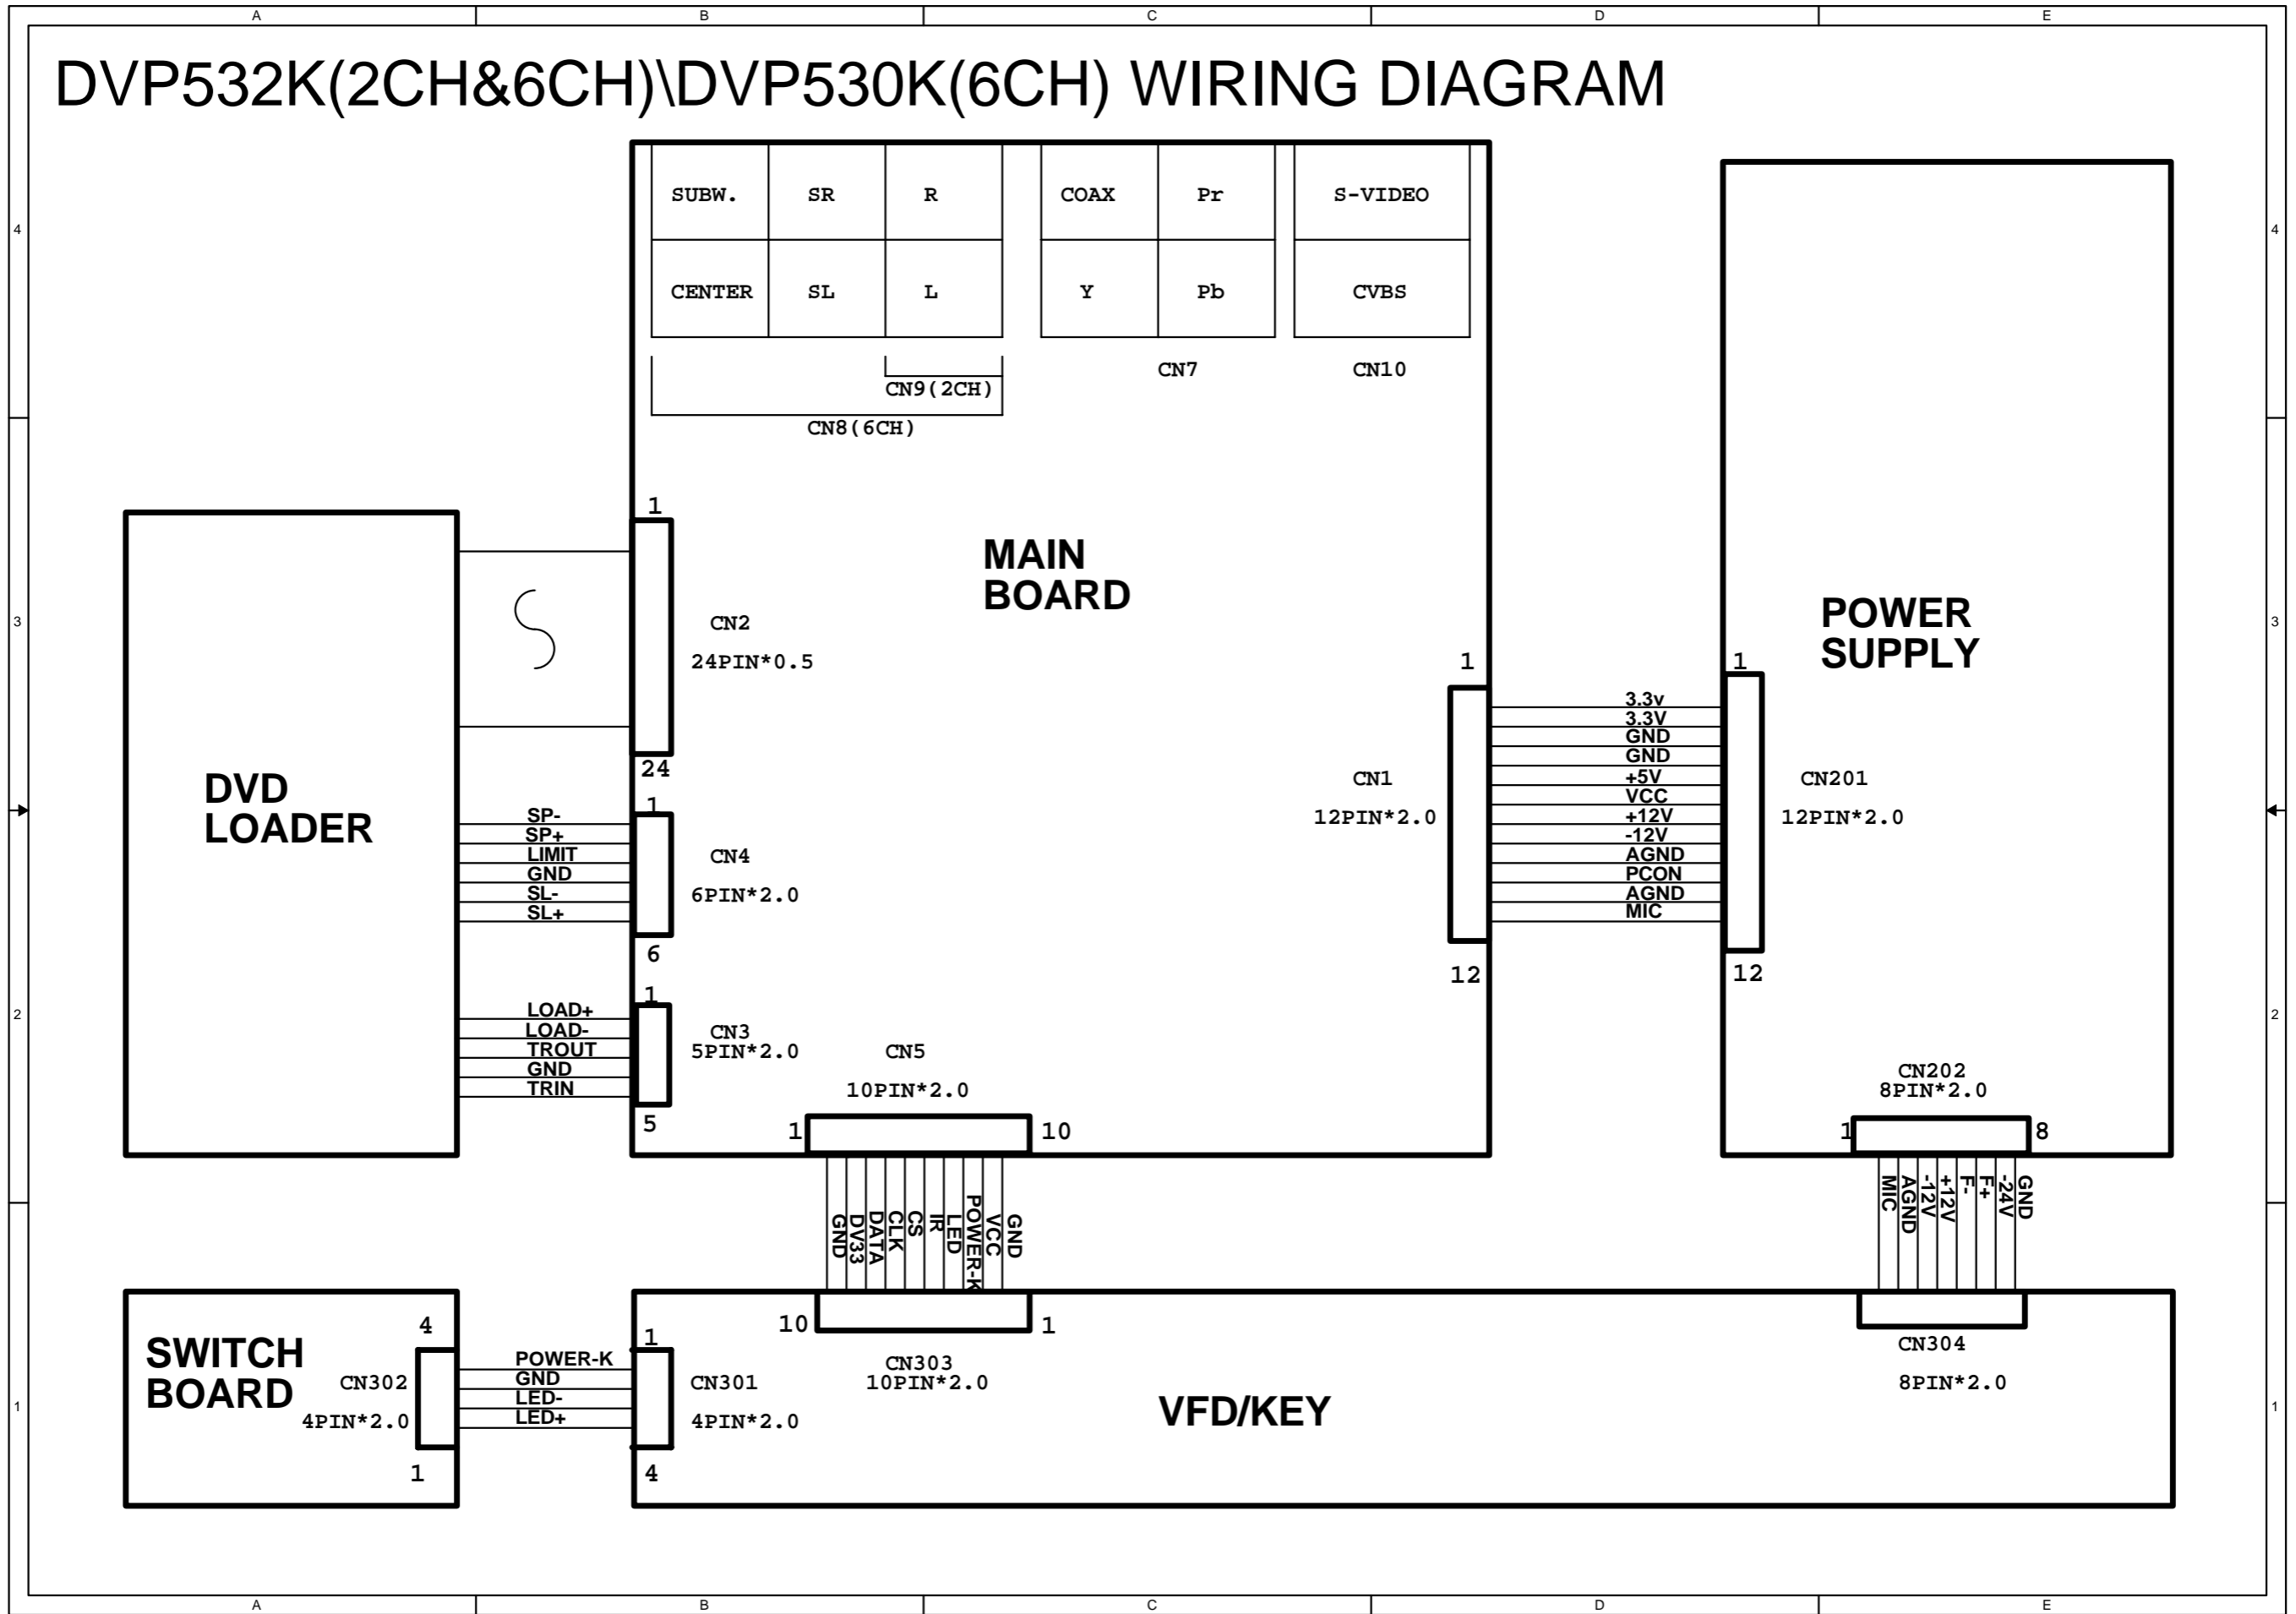 A B C D E
DVP532K(2CH&6CH)\DVP530K(6CH) WIRING DIAGRAM
SUBW. SR R COAX Pr S-VIDEO
4 4
CENTER SL L Y Pb CVBS
CN7 CN10
CN9(2CH)
CN8(6CH)
1
MAIN
BOARD
CN2
24PIN*0.5
24
3 3
POWER
SUPPLY
1 1
3.3v
3.3V
GND
GND
+5V
VCC
+12V
-12V
AGND
PCON
AGND
MIC
CN1
12PIN*2.0
CN201
12PIN*2.0
12 12
DVD
LOADER
1
SP-
SP+
LIMIT
GND
SL-
SL+
CN4
6PIN*2.0
6
2 2
1
LOAD+
LOAD-
TROUT
GND
TRIN
CN3
5PIN*2.0
5
CN5
10PIN*2.0
1 10
CN202
8PIN*2.0
1 8
GND
DV33
DATA
CLK
CS
IR
LED
POWER-K
VCC
GND
MIC
AGND
-12V
+12V
F-
F+
-24V
GND
10 1
CN303
10PIN*2.0
CN304
8PIN*2.0
SWITCH
BOARD
4
CN302
4PIN*2.0
1
POWER-K
GND
LED-
LED+
1
CN301
4PIN*2.0
4
VFD/KEY
1 1
A B C D E